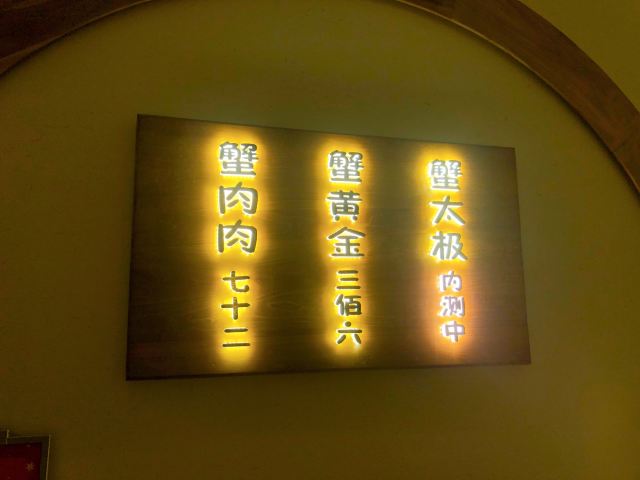 蟹肉肉 七十二
蟹黄金 三佰六
蟹太极 内测中